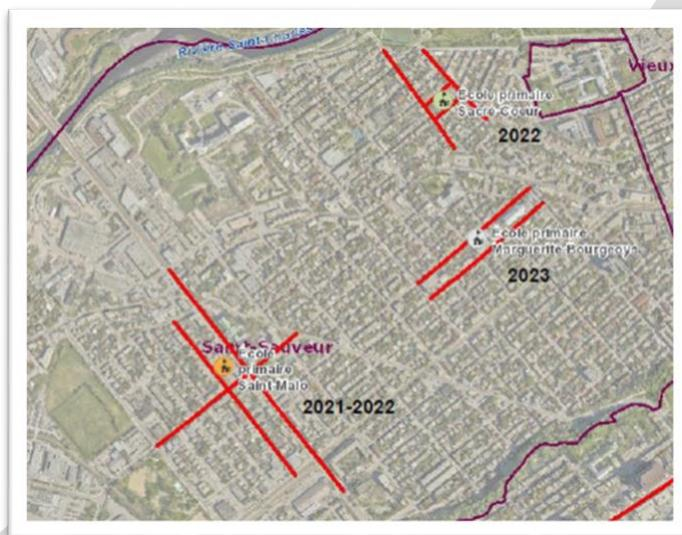 Rivière Saint-Charles
Vieux
École primaire
Sacré-Coeur
2022
École primaire
Marguerite-Bourgeoys
2023
Saint-Sauveur
École
primaire
Saint-Malo
2021-2022